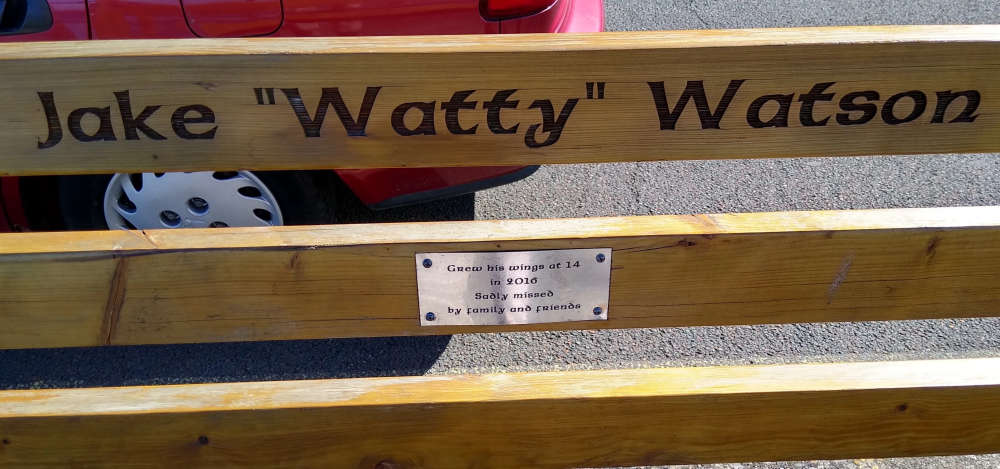 Jake "Watty" Watson
Grew his wings at 14
in 2016
Sadly missed
by family and friends